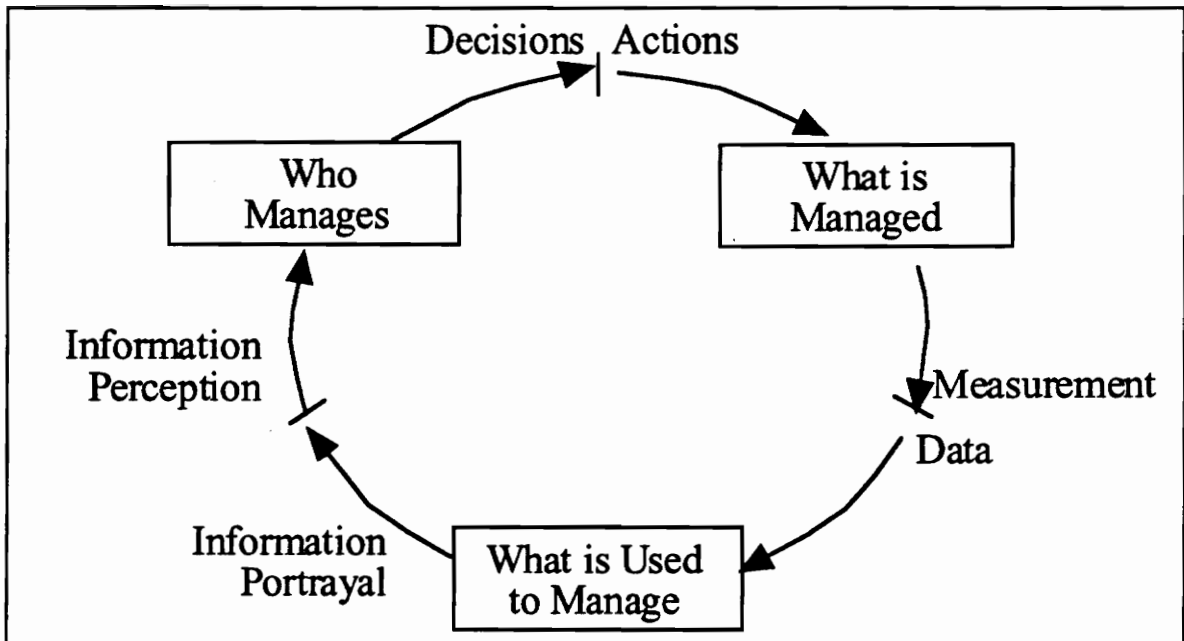 Decisions
Actions
Who
Manages
What is
Managed
Information
Perception
Measurement
Data
Information
Portrayal
What is Used
to Manage